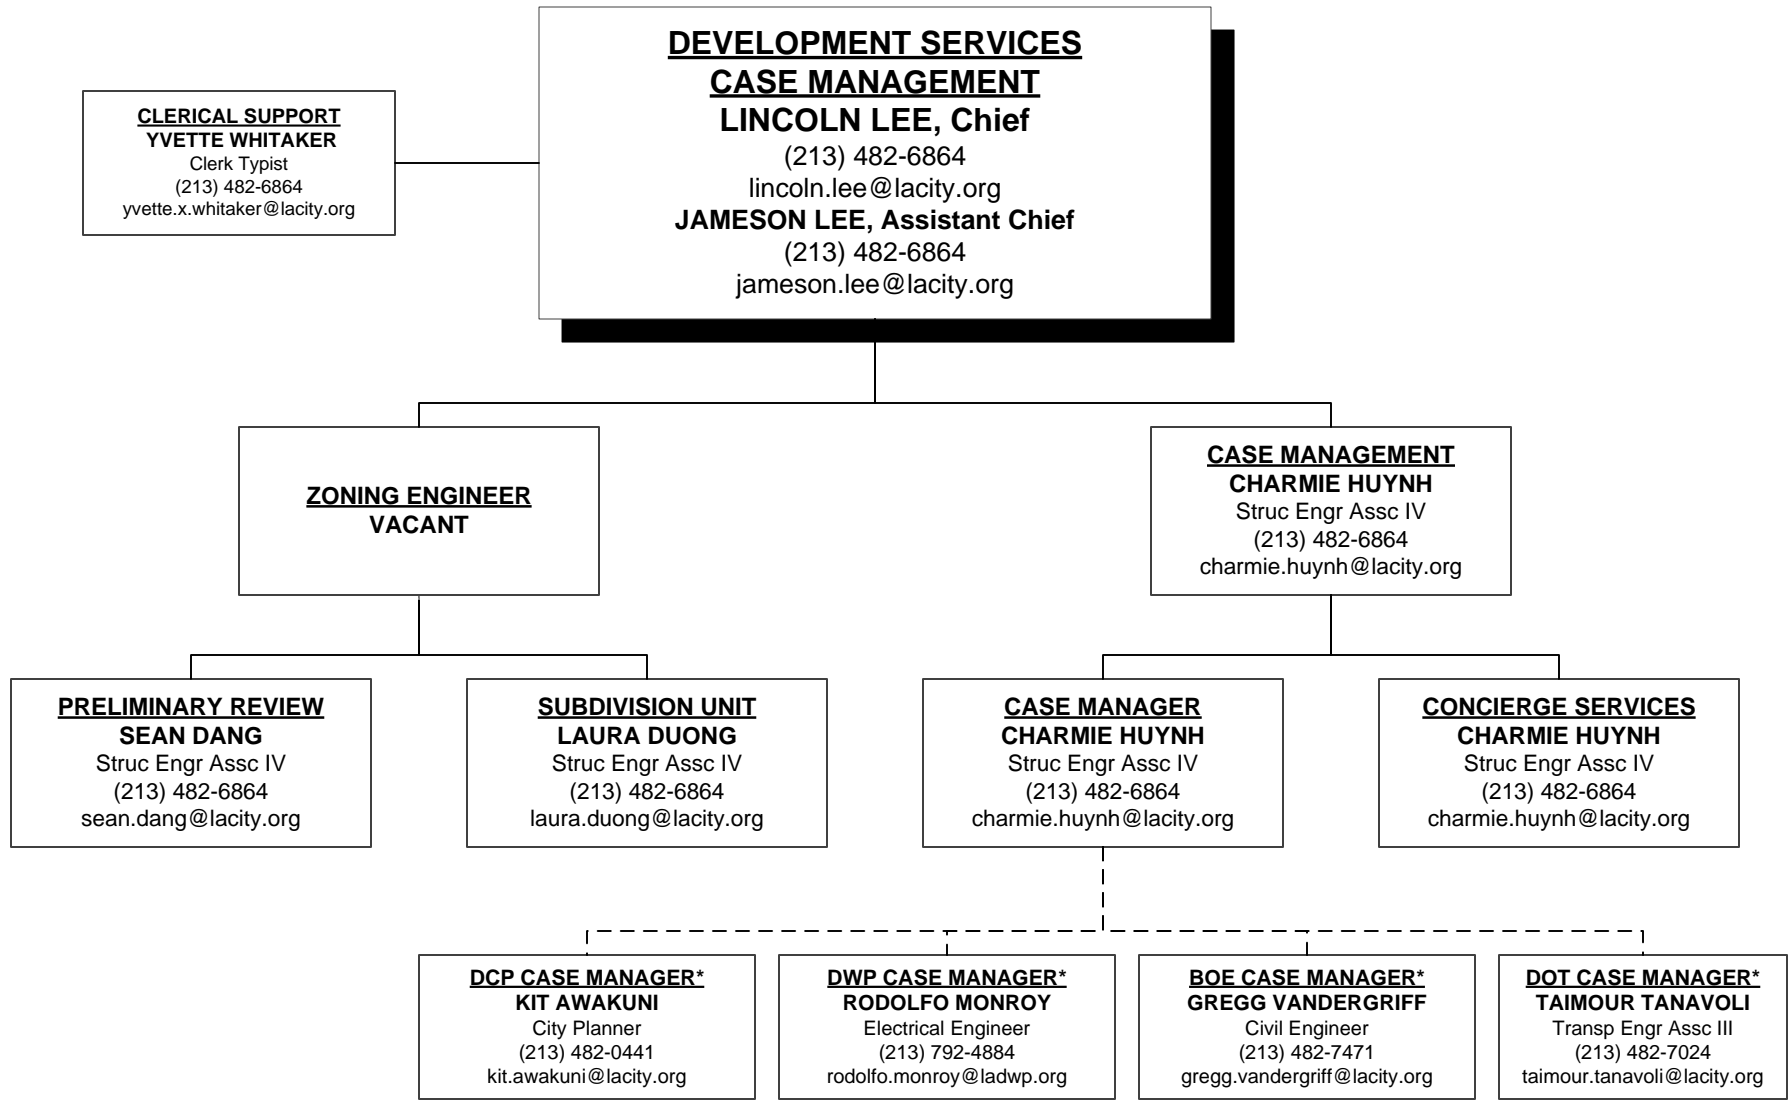 DEVELOPMENT SERVICES
CASE MANAGEMENT
LINCOLN LEE, Chief
(213) 482-6864
lincoln.lee@lacity.org
JAMESON LEE, Assistant Chief
(213) 482-6864
jameson.lee@lacity.org
CLERICAL SUPPORT
YVETTE WHITAKER
Clerk Typist
(213) 482-6864
yvette.x.whitaker@lacity.org
ZONING ENGINEER
VACANT
CASE MANAGEMENT
CHARMIE HUYNH
Struc Engr Assc IV
(213) 482-6864
charmie.huynh@lacity.org
PRELIMINARY REVIEW
SEAN DANG
Struc Engr Assc IV
(213) 482-6864
sean.dang@lacity.org
SUBDIVISION UNIT
LAURA DUONG
Struc Engr Assc IV
(213) 482-6864
laura.duong@lacity.org
CASE MANAGER
CHARMIE HUYNH
Struc Engr Assc IV
(213) 482-6864
charmie.huynh@lacity.org
CONCIERGE SERVICES
CHARMIE HUYNH
Struc Engr Assc IV
(213) 482-6864
charmie.huynh@lacity.org
DCP CASE MANAGER*
KIT AWAKUNI
City Planner
(213) 482-0441
kit.awakuni@lacity.org
DWP CASE MANAGER*
RODOLFO MONROY
Electrical Engineer
(213) 792-4884
rodolfo.monroy@ladwp.org
BOE CASE MANAGER*
GREGG VANDERGRIFF
Civil Engineer
(213) 482-7471
gregg.vandergriff@lacity.org
DOT CASE MANAGER*
TAIMOUR TANAVOLI
Transp Engr Assc III
(213) 482-7024
taimour.tanavoli@lacity.org